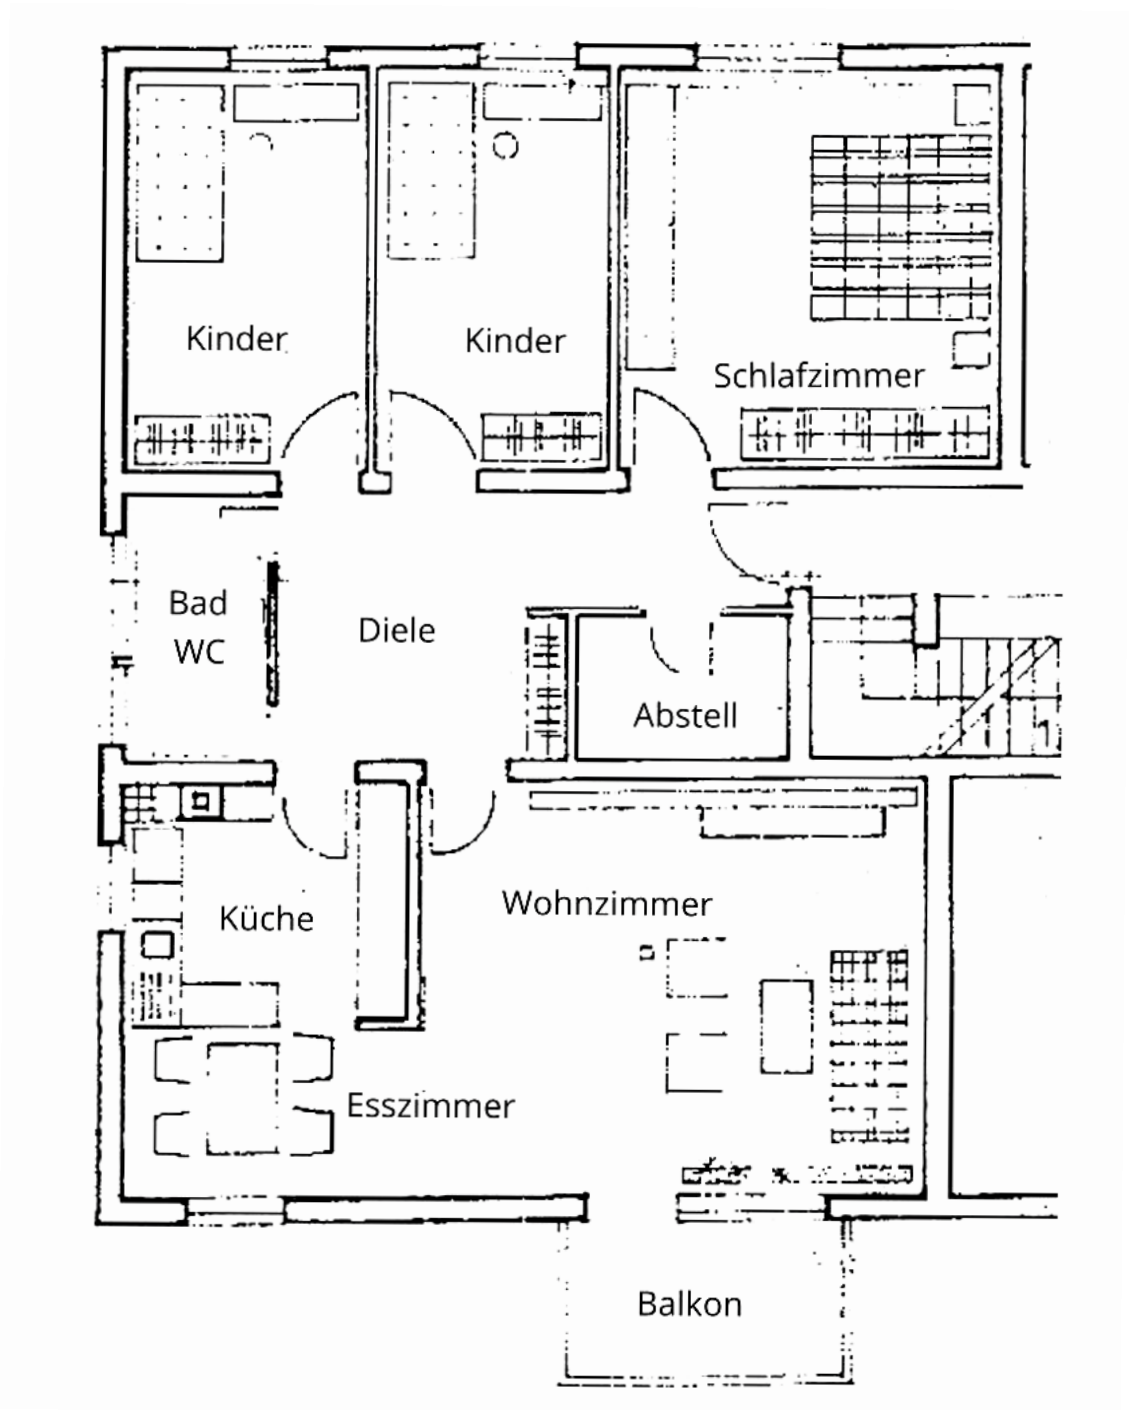 Kinder
Kinder
Schlafzimmer
Bad
WC
Diele
Abstell
Küche
Wohnzimmer
Esszimmer
Balkon